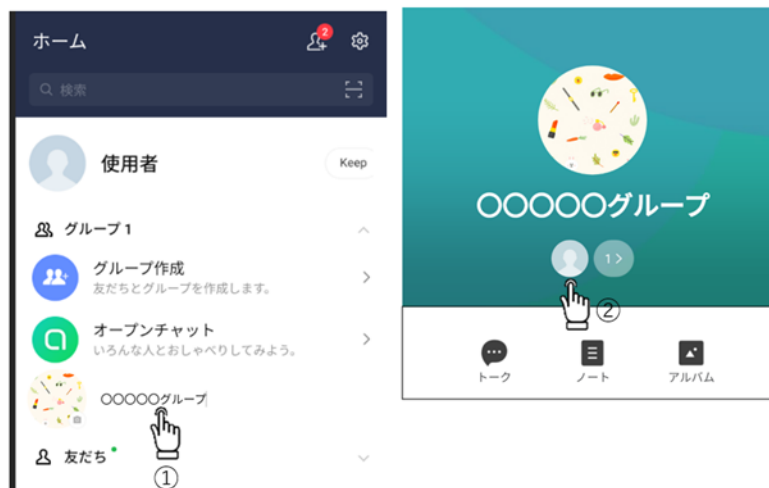 ホーム
2
検索
使用者
Keep
グループ 1
グループ作成
友だちとグループを作成します。
オープンチャット
いろんな人とおしゃべりしてみよう。
〇〇〇〇〇グループ
①
友だち
〇〇〇〇〇グループ
1 >
②
トーク
ノート
アルバム